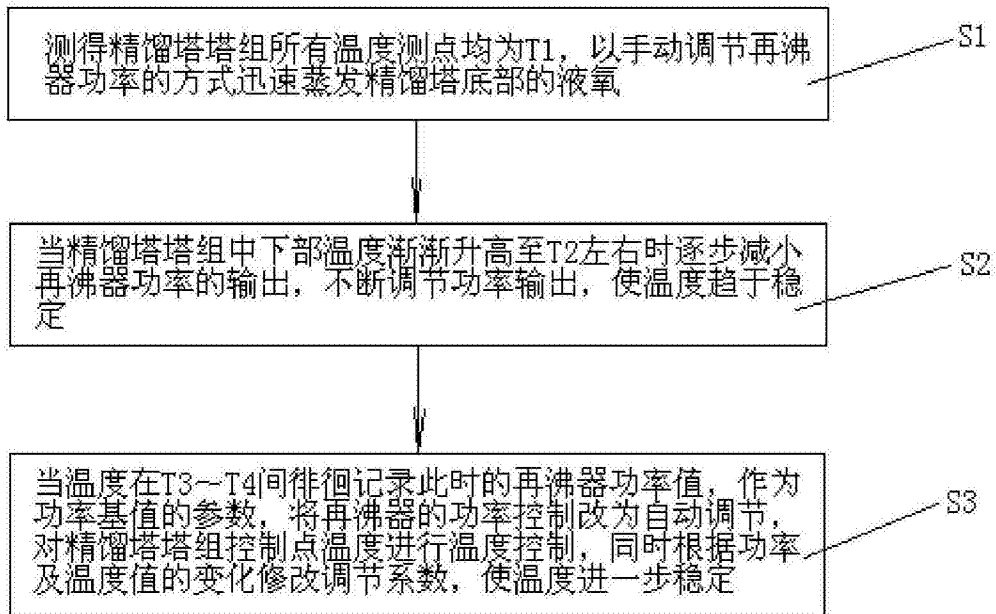 测得精馏塔塔组所有温度测点均为T1，以手动调节再沸
器功率的方式迅速蒸发精馏塔底部的液氧
S1
当精馏塔塔组中下部温度渐渐升高至T2左右时逐步减小
再沸器功率的输出，不断调节功率输出，使温度趋于稳
定
S2
当温度在T3～T4间徘徊记录此时的再沸器功率值，作为
功率基值的参数，将再沸器的功率控制改为自动调节，
对精馏塔塔组控制点温度进行温度控制，同时根据功率
及温度值的变化修改调节系数，使温度进一步稳定
S3